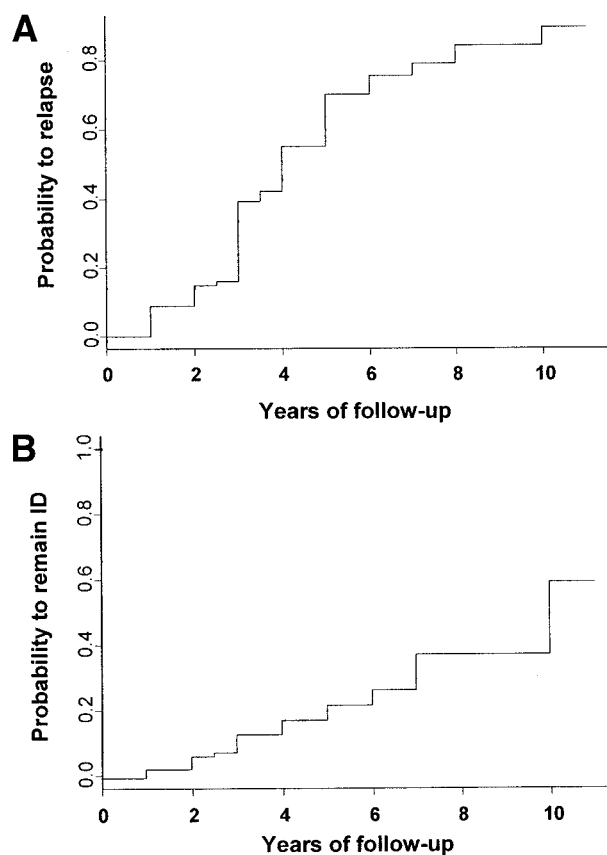 A
Probability to relapse
0.8
0.6
0.4
0.2
0.0
0 2 4 6 8 10
Years of follow-up
B
Probability to remain ID
1.0
0.8
0.6
0.4
0.2
0.0
0 2 4 6 8 10
Years of follow-up